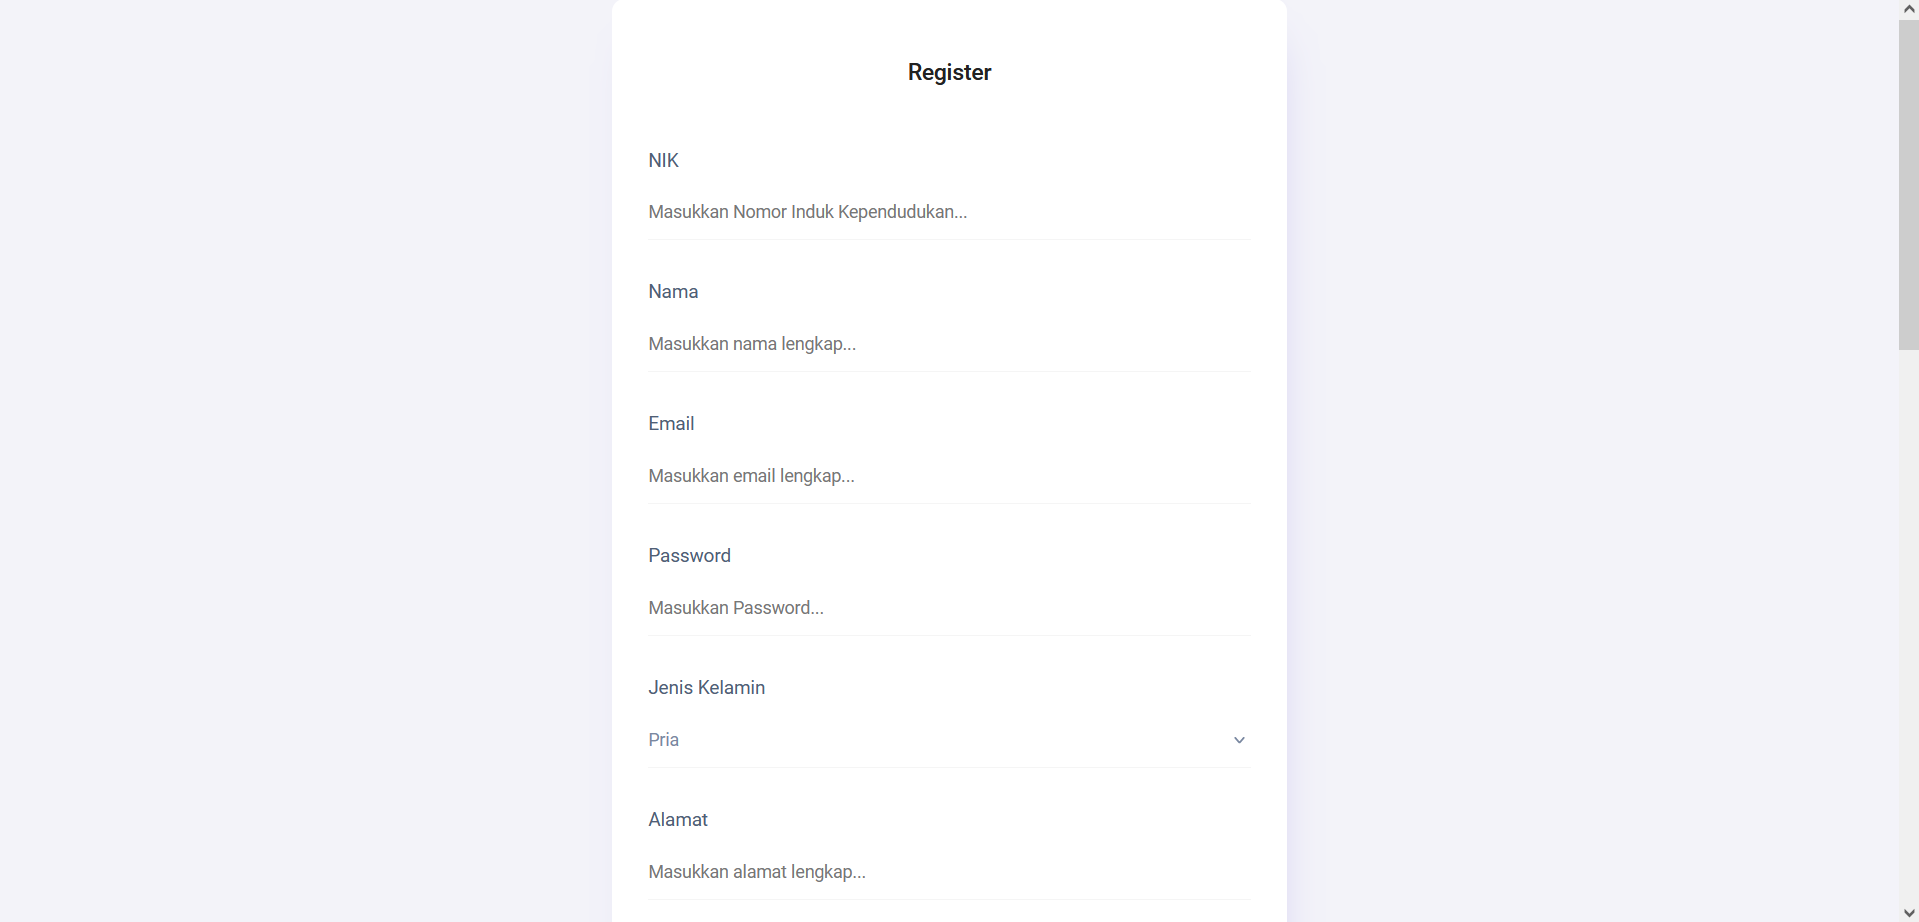 Register
NIK
Masukkan Nomor Induk Kependudukan...
Nama
Masukkan nama lengkap...
Email
Masukkan email lengkap...
Password
Masukkan Password...
Jenis Kelamin
Pria
Alamat
Masukkan alamat lengkap...